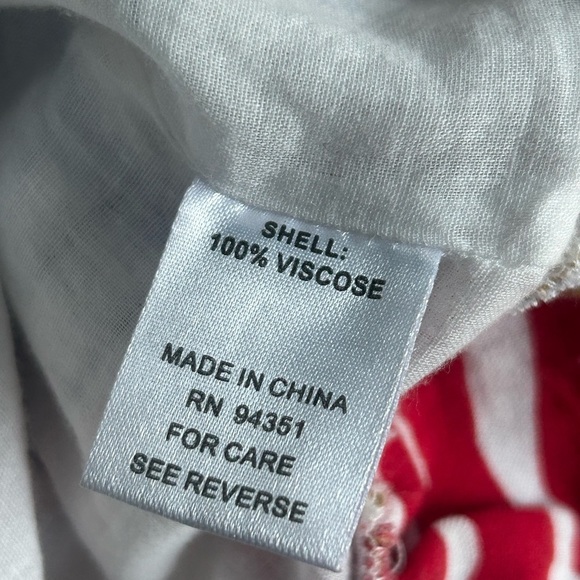 SHELL:
100% VISCOSE
MADE IN CHINA
RN 94351
FOR CARE
SEE REVERSE